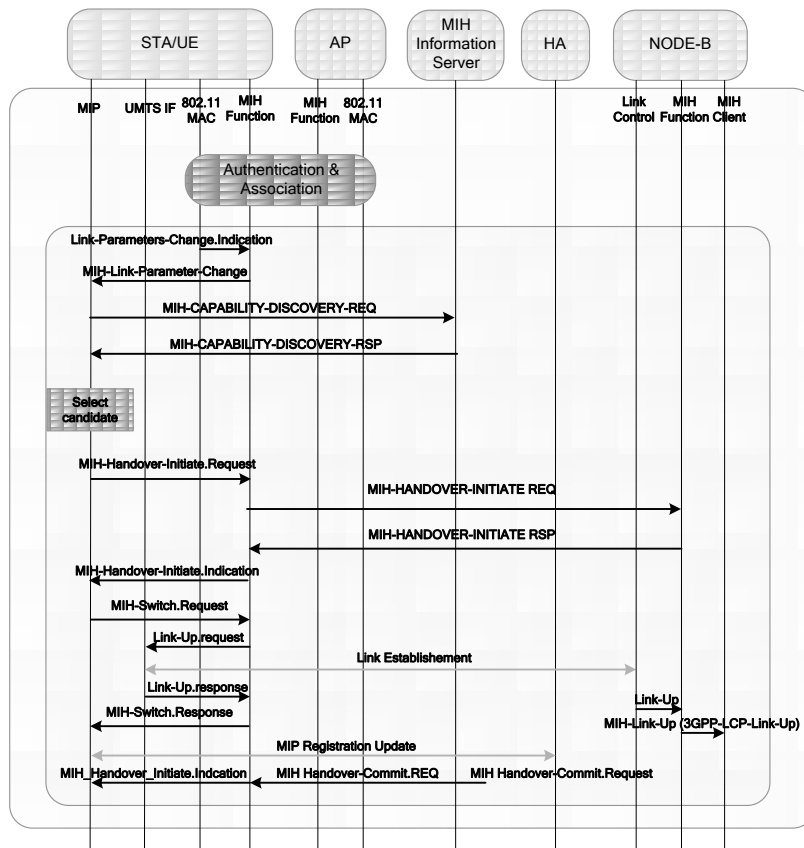 STA/UE
AP
MIH
Information
Server
HA
NODE-B
MIP
UMTS IF
802.11
MAC
MIH
Function
MIH
Function
802.11
MAC
Link
Control
MIH
Function
MIH
Client
Authentication &
Association
Link-Parameters-Change.Indication
MIH-Link-Parameter-Change
MIH-CAPABILITY-DISCOVERY-REQ
MIH-CAPABILITY-DISCOVERY-RSP
Select
candidate
MIH-Handover-Initiate.Request
MIH-HANDOVER-INITIATE REQ
MIH-HANDOVER-INITIATE RSP
MIH-Handover-Initiate.Indication
MIH-Switch.Request
Link-Up.request
Link Establishement
Link-Up.response
Link-Up
MIH-Switch.Response
MIH-Link-Up (3GPP-LCP-Link-Up)
MIP Registration Update
MIH_Handover_Initiate.Indcation
MIH Handover-Commit.REQ
MIH Handover-Commit.Request